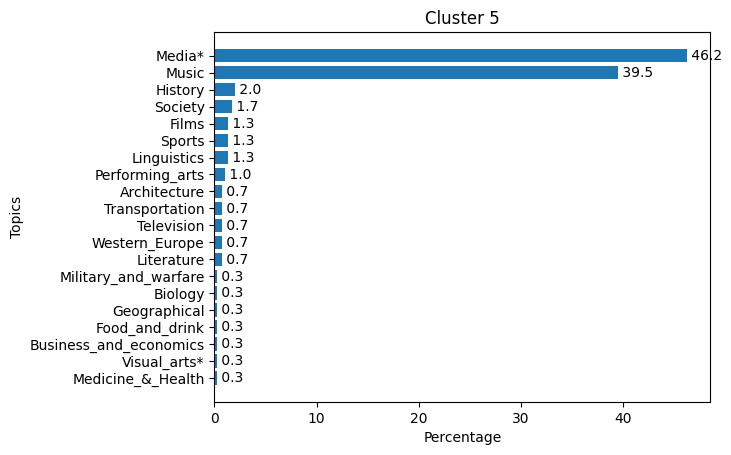 Cluster 5
Topics
Media* 46.2
Music 39.5
History 2.0
Society 1.7
Films 1.3
Sports 1.3
Linguistics 1.3
Performing_arts 1.0
Architecture 0.7
Transportation 0.7
Television 0.7
Western_Europe 0.7
Literature 0.7
Military_and_warfare 0.3
Biology 0.3
Geographical 0.3
Food_and_drink 0.3
Business_and_economics 0.3
Visual_arts* 0.3
Medicine_&_Health 0.3
0 10 20 30 40
Percentage